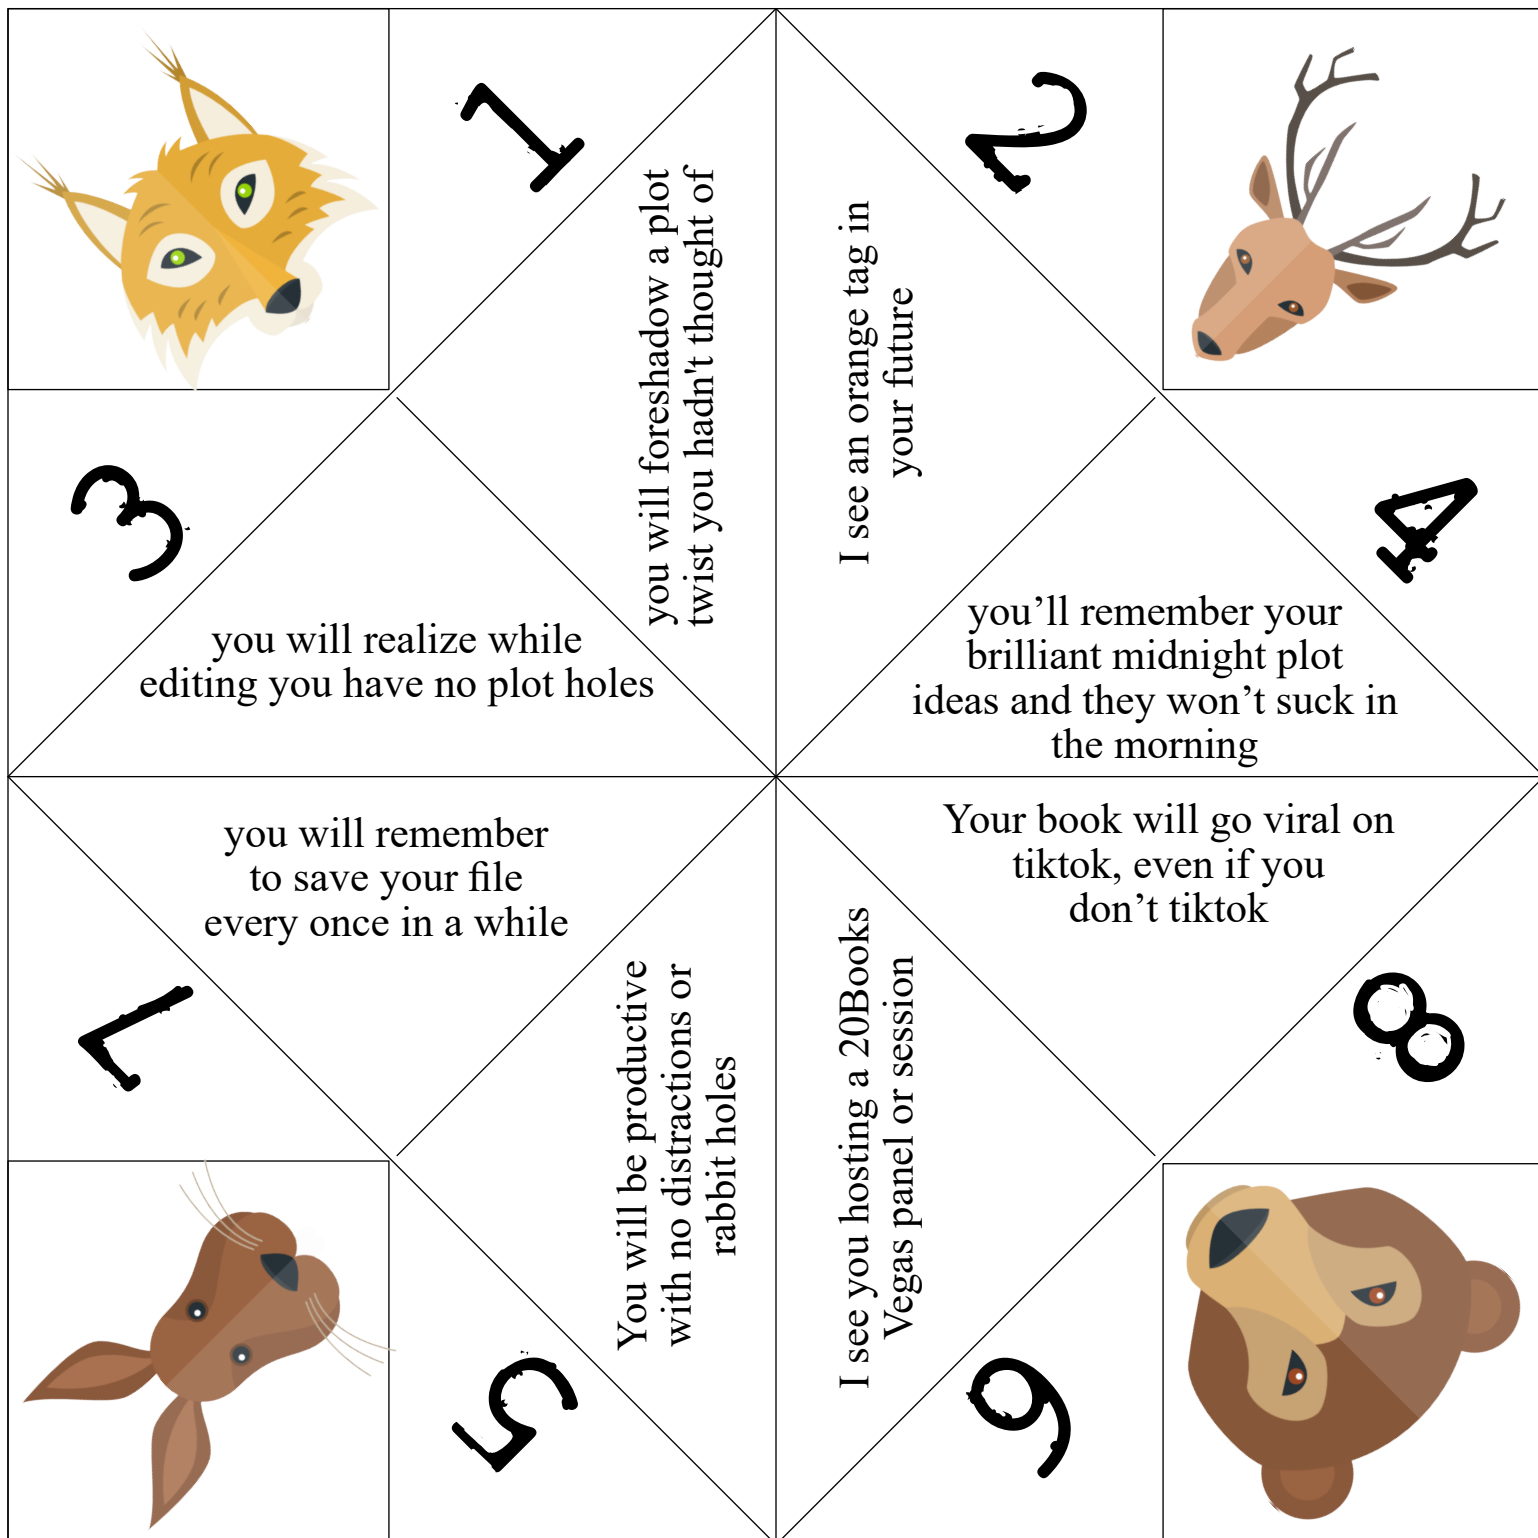 1
2
you will foreshadow a plot
twist you hadn't thought of
I see an orange tag in
your future
3
4
you will realize while
editing you have no plot holes
you’ll remember your
brilliant midnight plot
ideas and they won’t suck in
the morning
you will remember
to save your file
every once in a while
Your book will go viral on
tiktok, even if you
don’t tiktok
7
8
You will be productive
with no distractions or
rabbit holes
I see you hosting a 20Books
Vegas panel or session
5
6